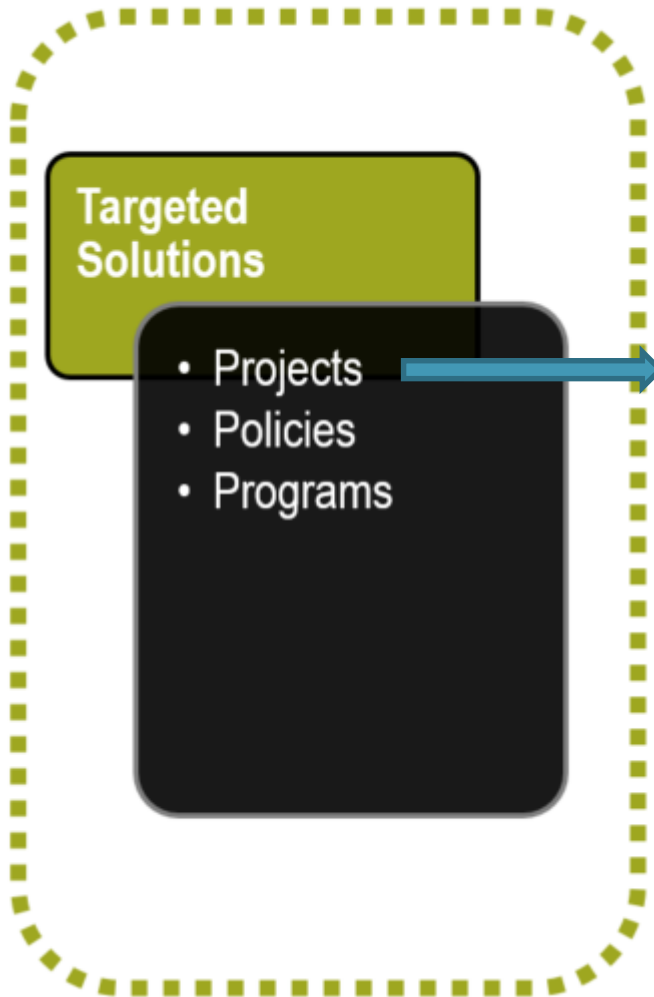 Targeted
Solutions
• Projects
• Policies
• Programs